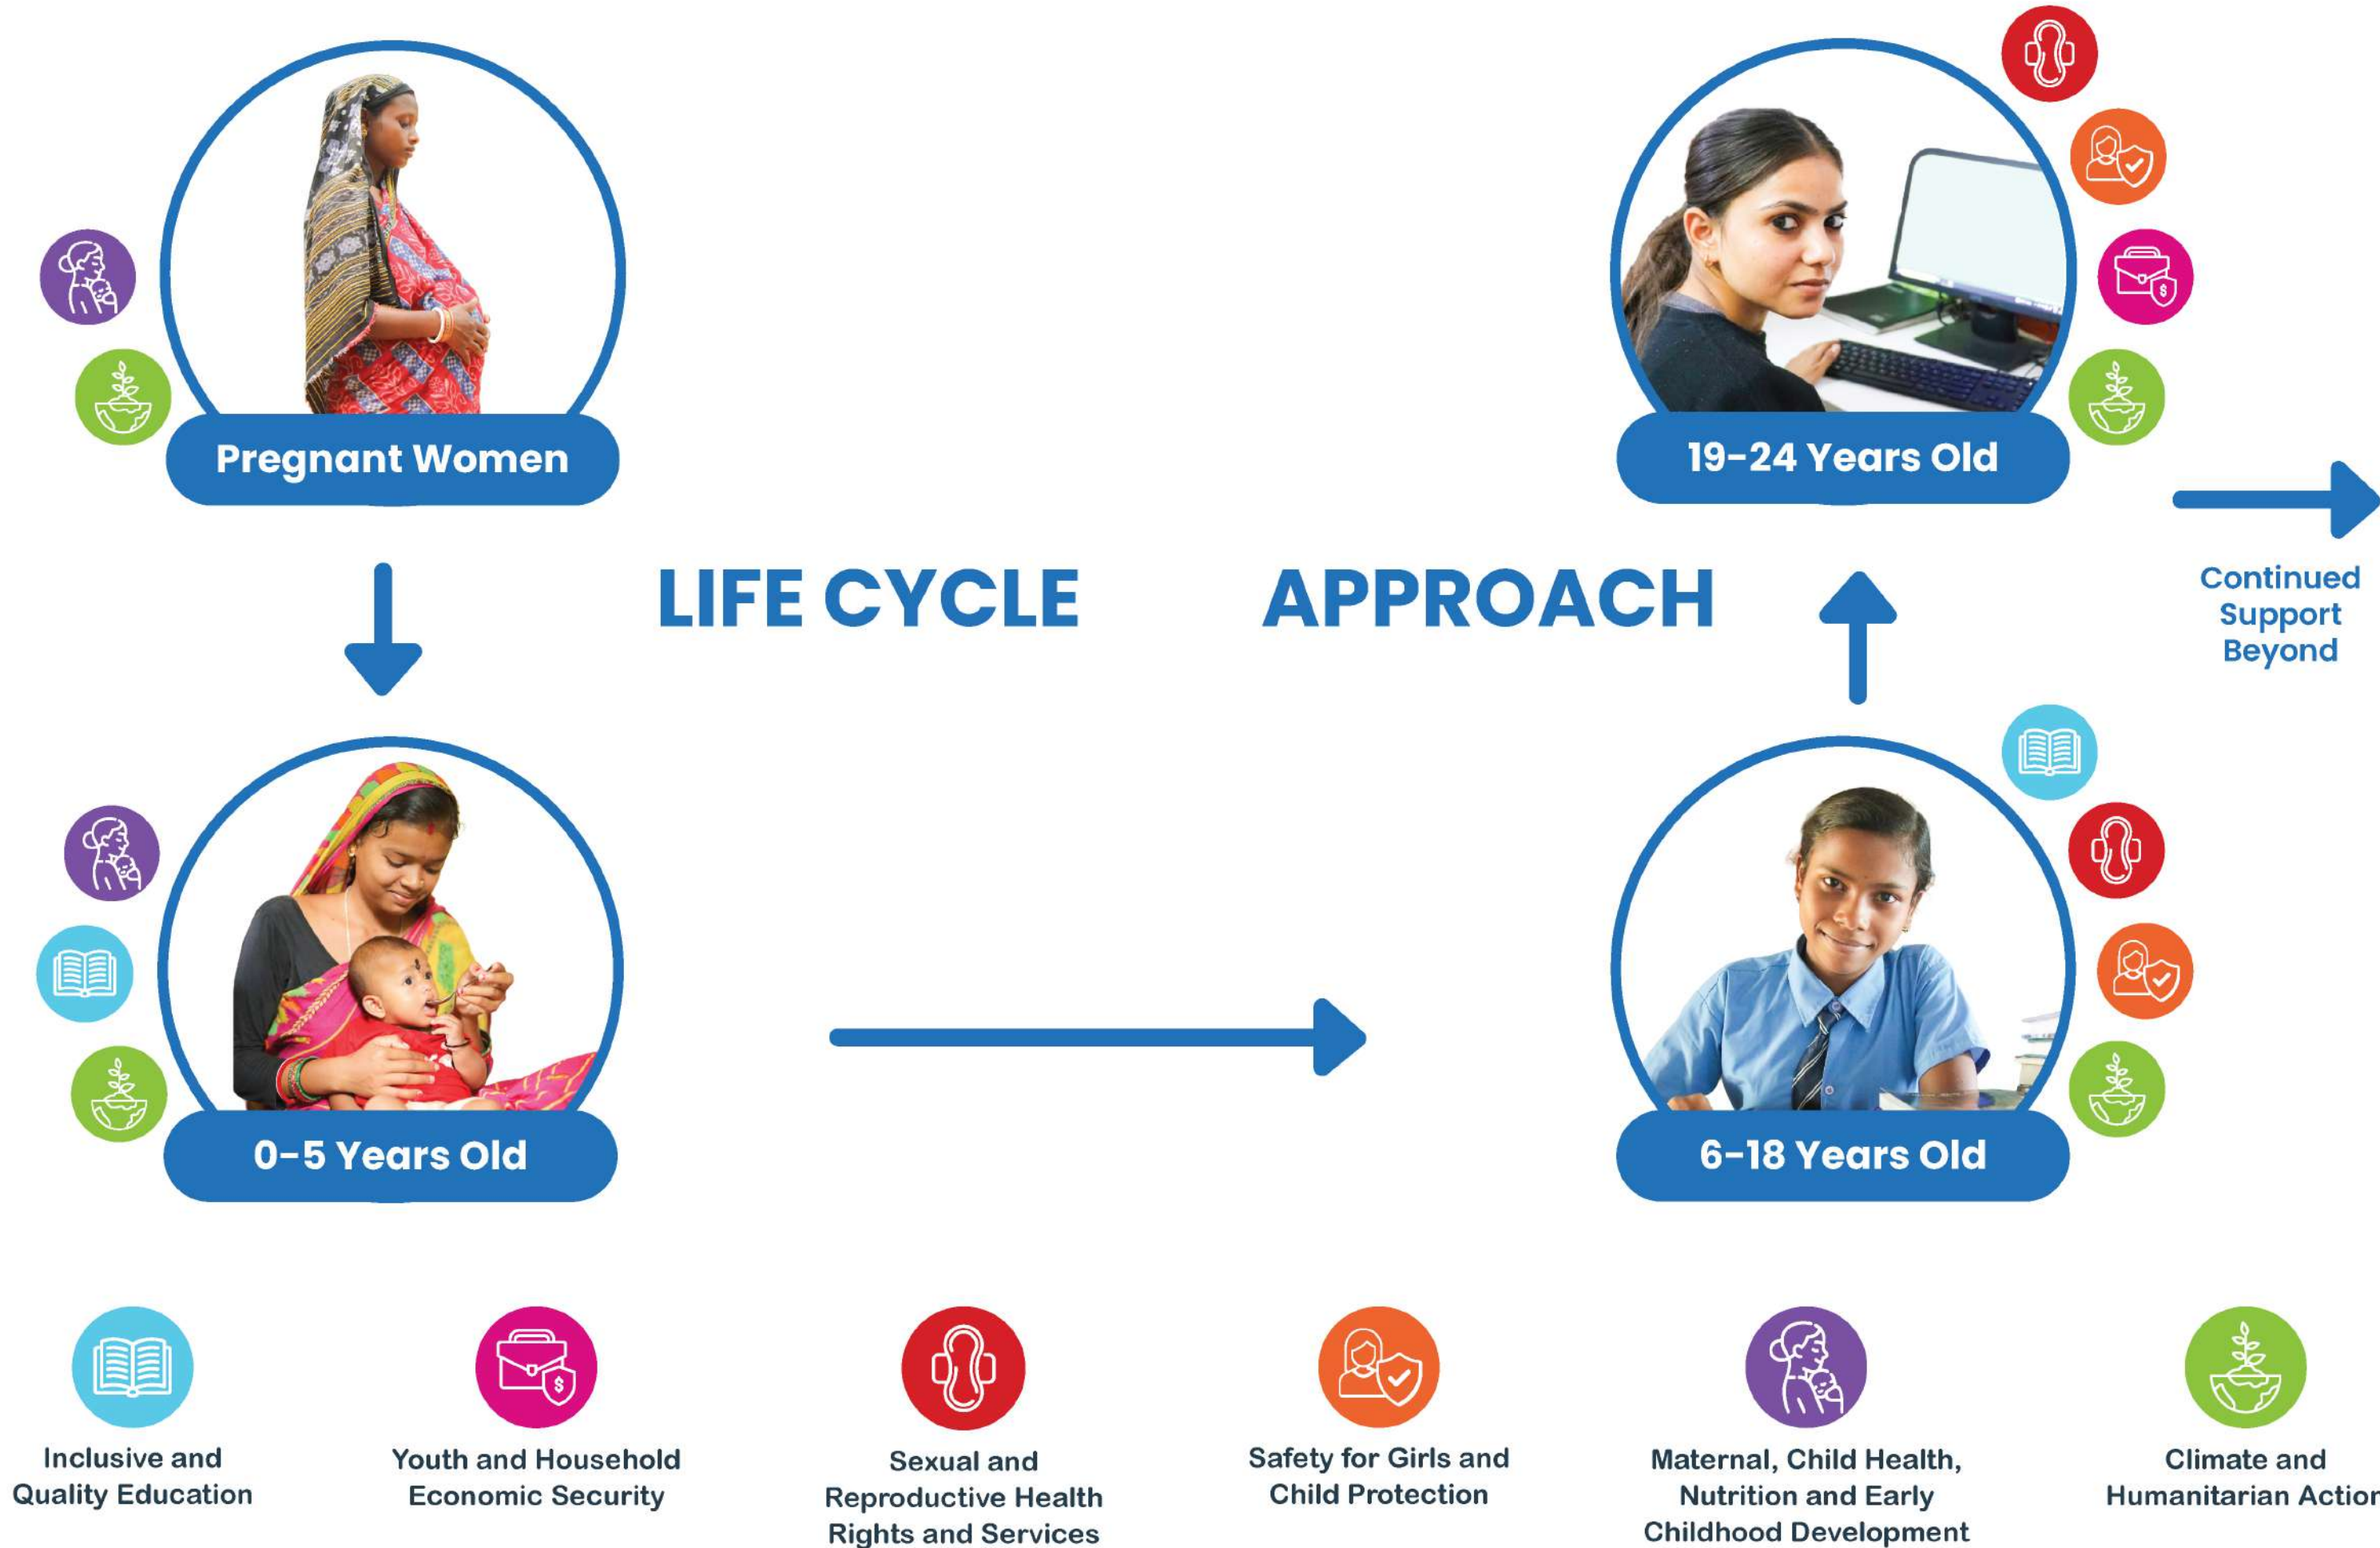 Pregnant Women
19-24 Years Old
LIFE CYCLE APPROACH
Continued
Support
Beyond
0-5 Years Old
6-18 Years Old
Inclusive and
Quality Education
Youth and Household
Economic Security
Sexual and
Reproductive Health
Rights and Services
Safety for Girls and
Child Protection
Maternal, Child Health,
Nutrition and Early
Childhood Development
Climate and
Humanitarian Action